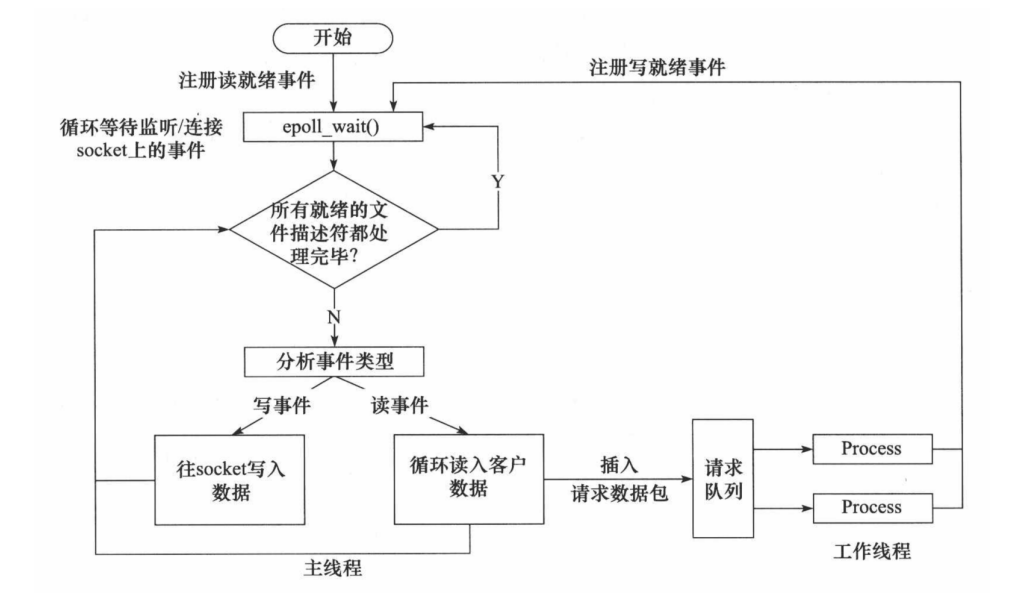 开始
注册读就绪事件
注册写就绪事件
epoll_wait()
循环等待监听/连接
socket上的事件
Y
所有就绪的文
件描述符都处
理完毕?
N
分析事件类型
写事件
读事件
往socket写入
数据
循环读入客户
数据
插入
请求数据包
请求
队列
Process
Process
主线程
工作线程